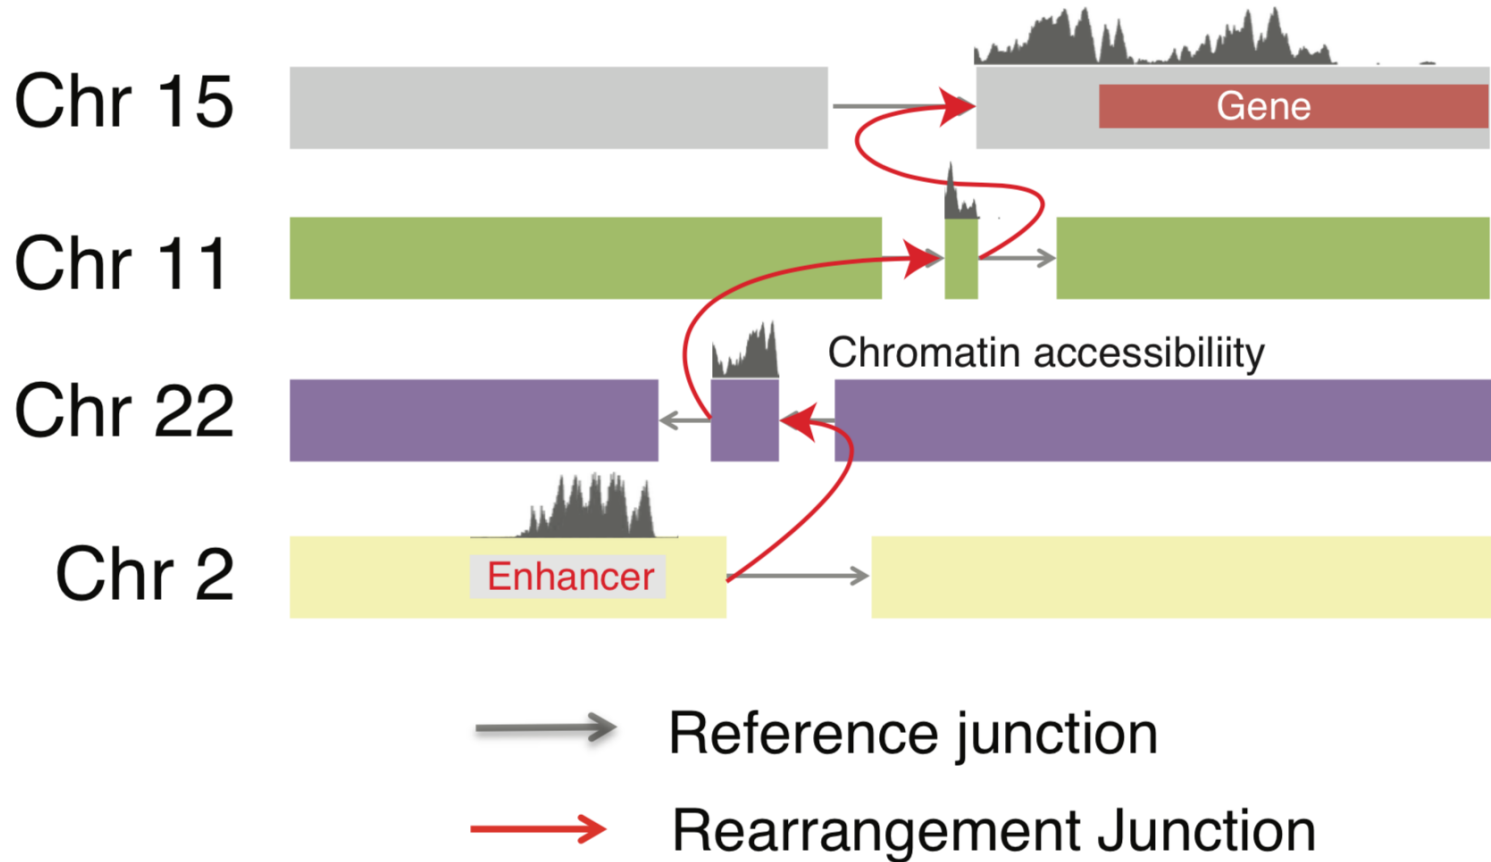 Chr 15
Gene
Chr 11
Chromatin accessibiliity
Chr 22
Chr 2
Enhancer
Reference junction
Rearrangement Junction